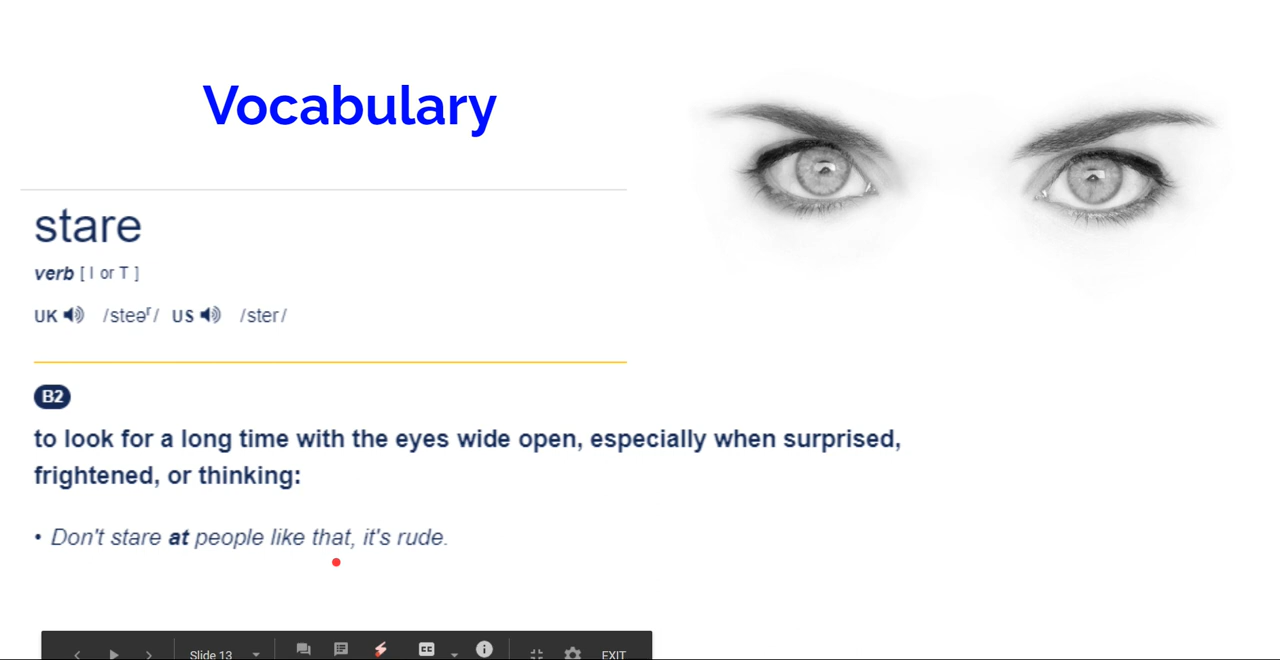 Vocabulary
stare
verb [ I or T ]
UK /steəʳ/ US /ster/
B2
to look for a long time with the eyes wide open, especially when surprised,
frightened, or thinking:
• Don't stare at people like that, it's rude.
Slide 13 CC EXIT